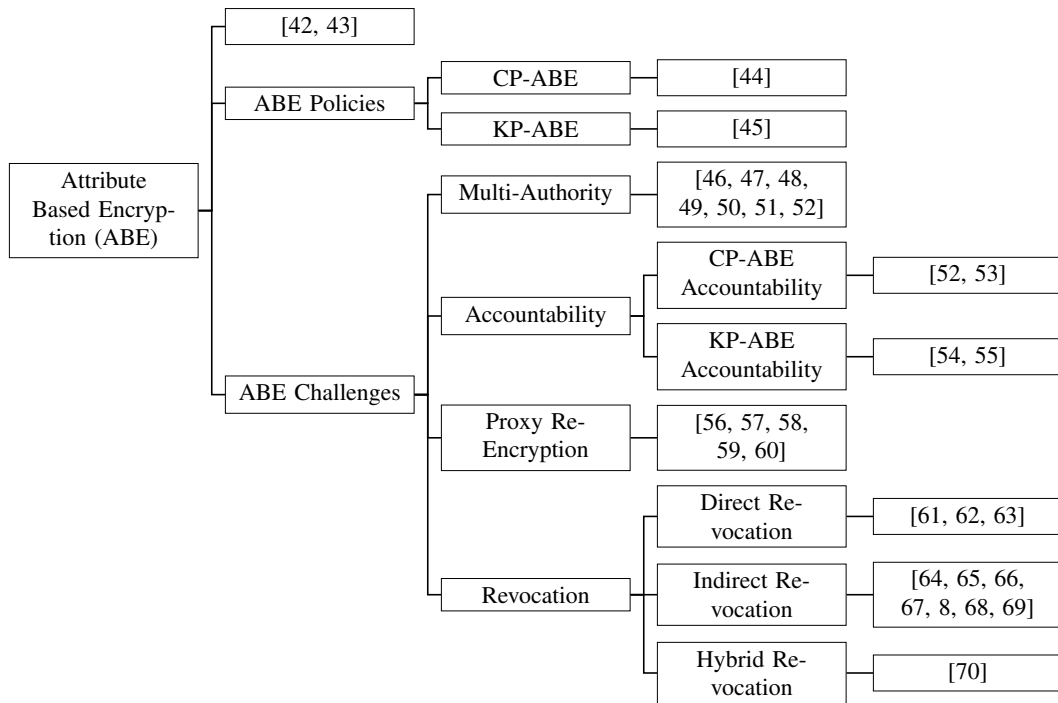 [42, 43]
ABE Policies
CP-ABE
[44]
KP-ABE
[45]
Attribute
Based Encryp-
tion (ABE)
Multi-Authority
[46, 47, 48,
49, 50, 51, 52]
Accountability
CP-ABE
Accountability
[52, 53]
KP-ABE
Accountability
[54, 55]
ABE Challenges
Proxy Re-
Encryption
[56, 57, 58,
59, 60]
Revocation
Direct Re-
vocation
[61, 62, 63]
Indirect Re-
vocation
[64, 65, 66,
67, 8, 68, 69]
Hybrid Re-
vocation
[70]